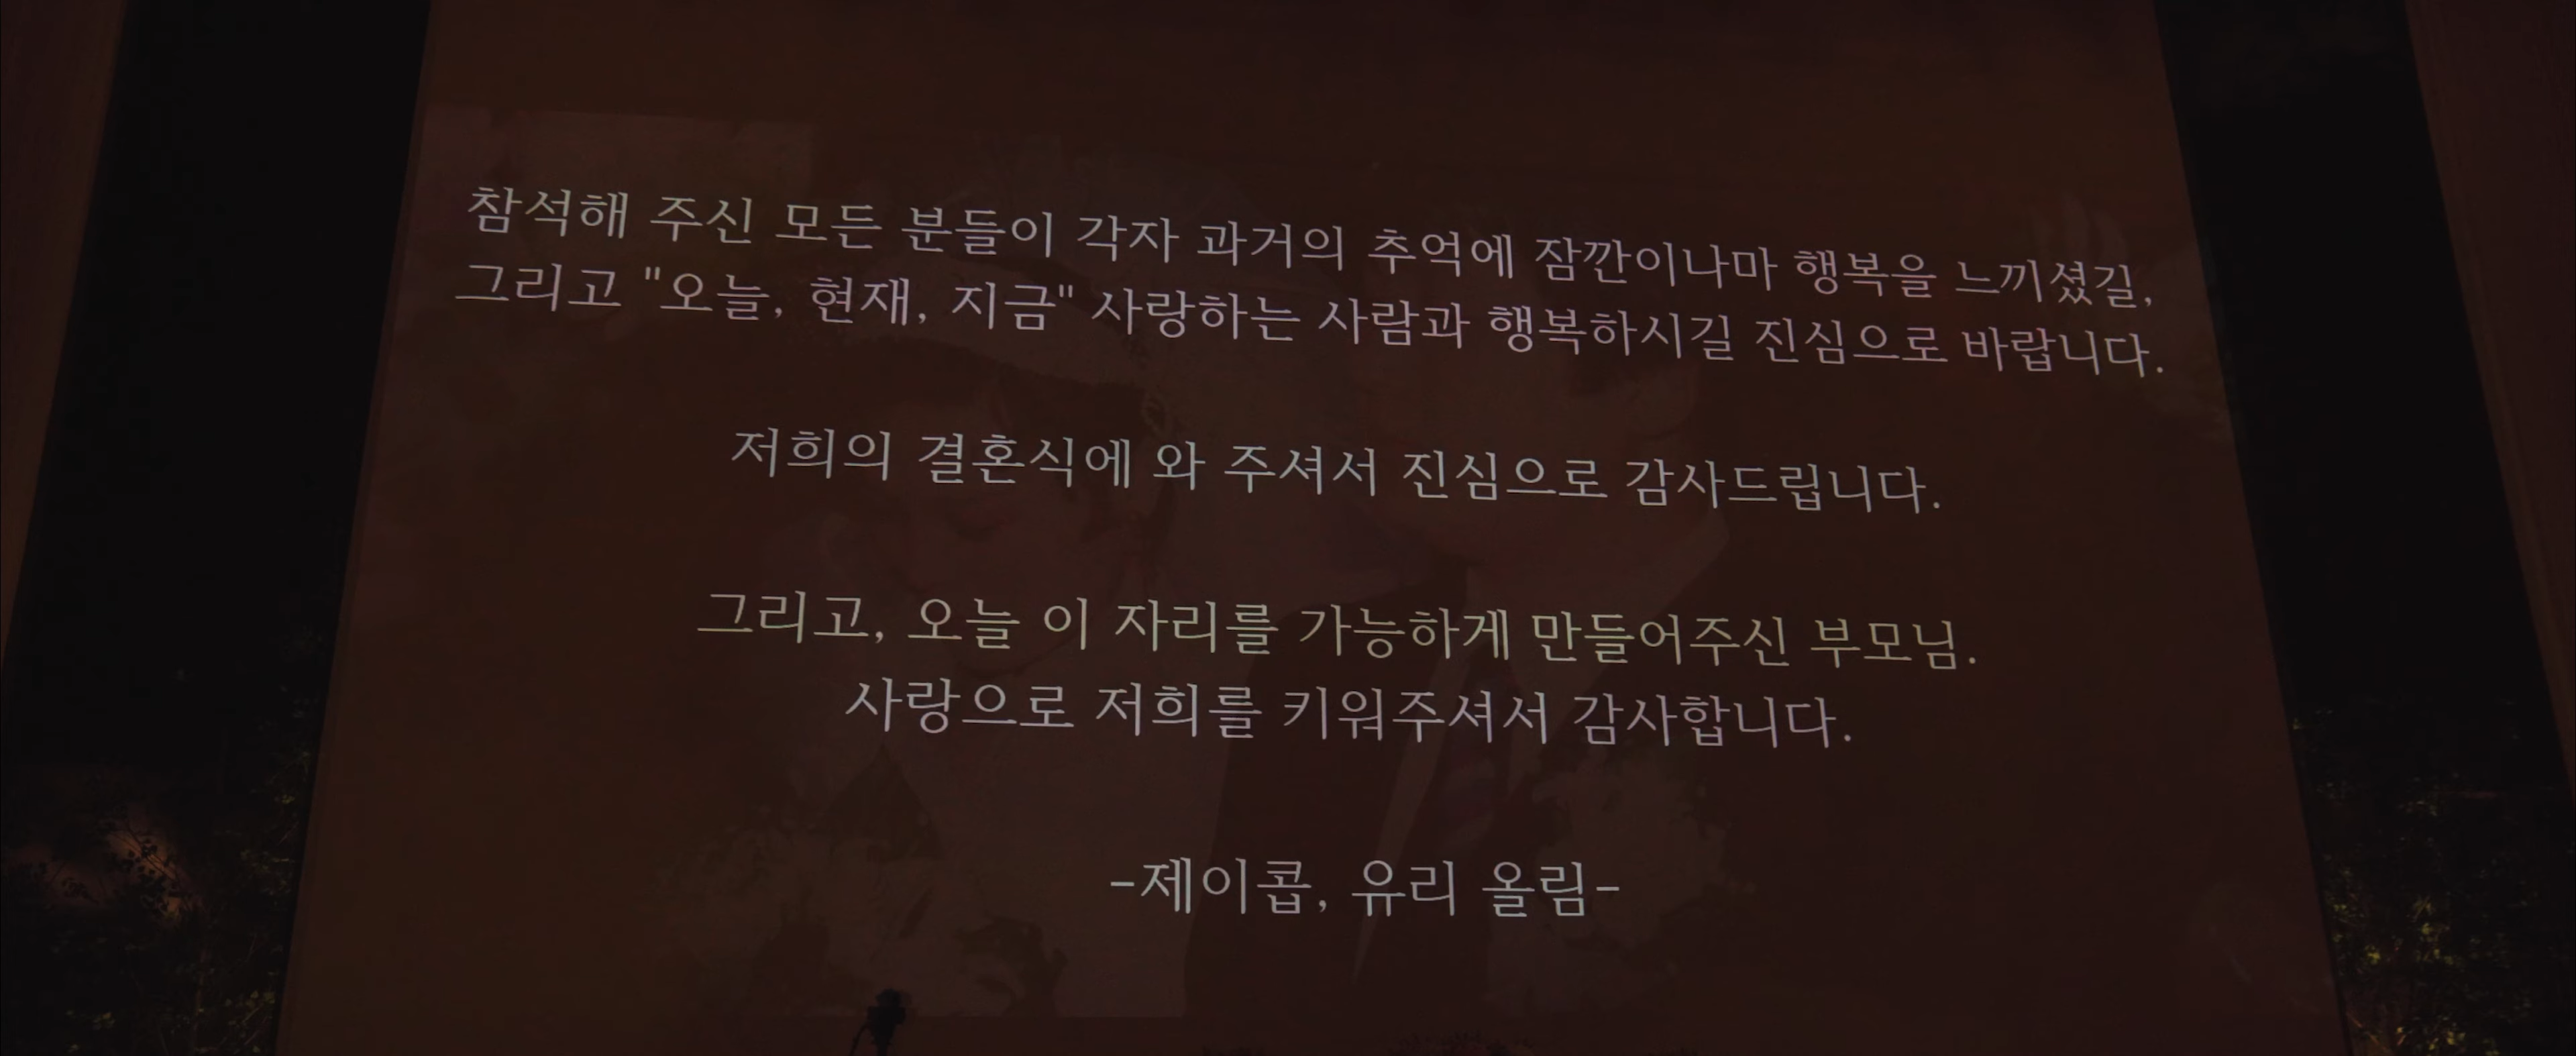 참석해 주신 모든 분들이 각자 과거의 추억에 잠깐이나마 행복을 느끼셨길,
그리고 "오늘, 현재, 지금" 사랑하는 사람과 행복하시길 진심으로 바랍니다.
저희의 결혼식에 와 주셔서 진심으로 감사드립니다.
그리고, 오늘 이 자리를 가능하게 만들어주신 부모님.
사랑으로 저희를 키워주셔서 감사합니다.
-제이콥, 유리 올림-